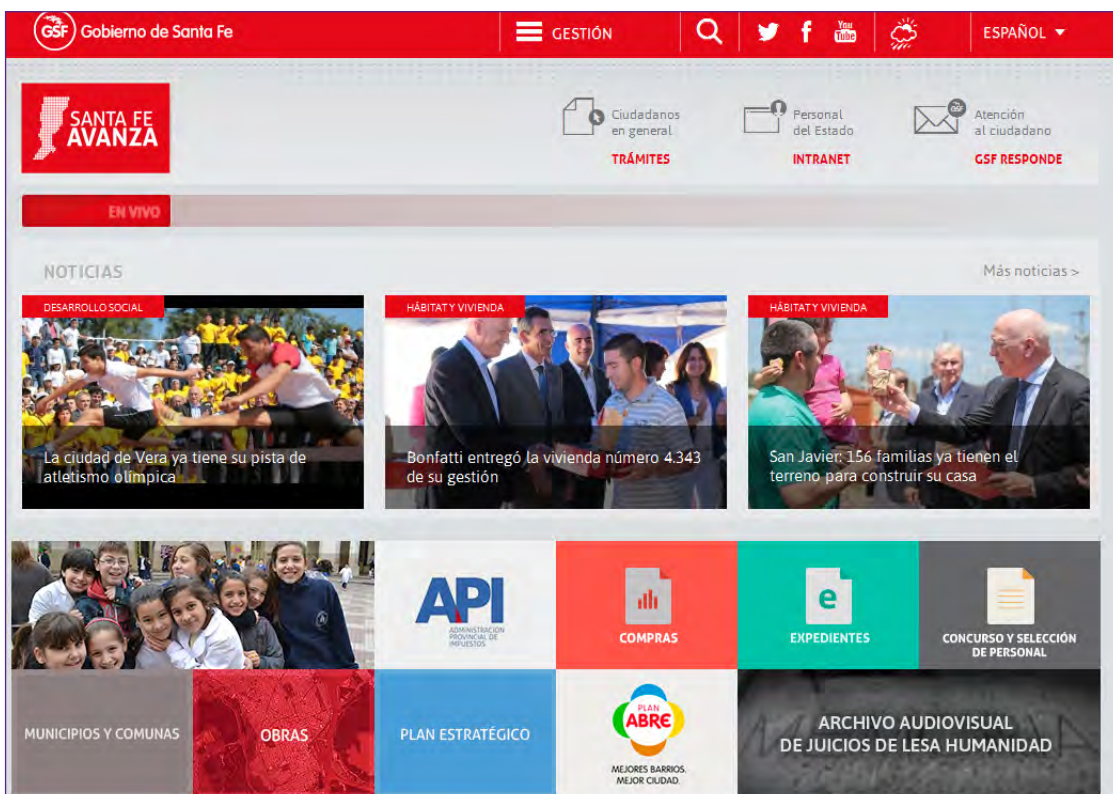 GSF Gobierno de Santa Fe
GESTIÓN
You
Tube
ESPAÑOL
SANTA FE
AVANZA
Ciudadanos
en general
TRÁMITES
Personal
del Estado
INTRANET
GSF
Atención
al ciudadano
GSF RESPONDE
EN VIVO
NOTICIAS
Más noticias >
DESARROLLO SOCIAL
La ciudad de Vera ya tiene su pista de
atletismo olímpica
HÁBITAT Y VIVIENDA
Bonfatti entregó la vivienda número 4.343
de su gestión
HÁBITAT Y VIVIENDA
San Javier: 156 familias ya tienen el
terreno para construir su casa
API
ADMINISTRACIÓN
PROVINCIAL DE
IMPUESTOS
COMPRAS
e
EXPEDIENTES
CONCURSO Y SELECCIÓN
DE PERSONAL
MUNICIPIOS Y COMUNAS
OBRAS
PLAN ESTRATÉGICO
PLAN
ABRE
MEJORES BARRIOS.
MEJOR CIUDAD.
ARCHIVO AUDIOVISUAL
DE JUICIOS DE LESA HUMANIDAD